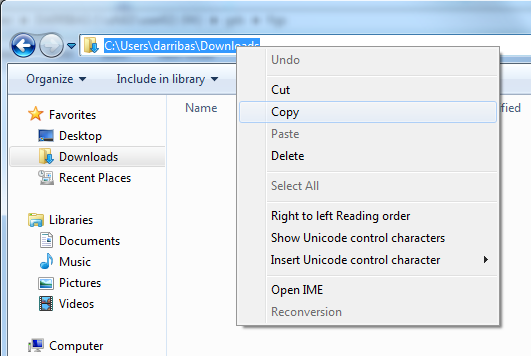 C:\Users\darribas\Downloads
Organize
Include in library
Favorites
Desktop
Downloads
Recent Places
Libraries
Documents
Music
Pictures
Videos
Computer
Name
Undo
Cut
Copy
Paste
Delete
Select All
Right to left Reading order
Show Unicode control characters
Insert Unicode control character
Open IME
Reconversion